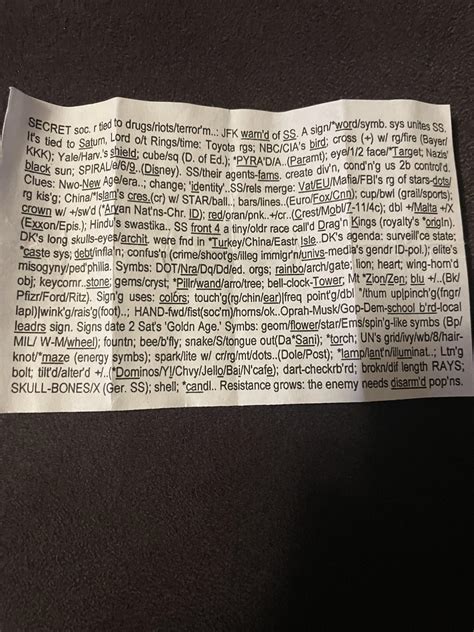 SECRET soc. r tied to drugs/riots/terror'm..: JFK warn'd of SS. A sign/*word/symb. sys unites SS.
It's tied to Saturn, Lord o/t Rings/time: Toyota rgs; NBC/CIA's bird; cross (+) w/ rg/fire (Bayer/
KKK); Yale/Harv.'s shield; cube/sq (D. of Ed.); *PYRA'D/A..(Paramt); eye/1/2 face/*Target; Nazis'
black sun; SPIRAL/e/6/9..(Disney). SS/their agents-fams. create div'n, cond'n'g us 2b control'd.
Clues: Nwo-New Age/era..; change; 'identity'..SS/rels merge: Vat/EU/Mafia/FBI's rg of stars-dots;
rg kis'g; China/*Islam's cres.(cr) w/ STAR/ball..; bars/lines..(Euro/Fox/Cnn); cup/bwl (grall/sports);
crown w/ +/sw'd (*Aryan Nat'ns-Chr. ID); red/oran/pnk..+/cr..(Crest/Mobl/7-11/4c); dbl +/Malta +/X
(Exxon/Epis.); Hindu's swastika.. SS front 4 a tiny/oldr race call'd Drag'n Kings (royalty's *origin).
DK's long skulls-eyes/archit. were fnd in *Turkey/China/Eastr Isle..DK's agenda: surveill'ce state;
*caste sys; debt/infla'n; confus'n (crime/shoot'gs/illeg immigr'n/univs-media's gendr ID-pol.); elite's
misogyny/ped'philia. Symbs: DOT/Nra/Dq/Dd/ed. orgs; rainbo/arch/gate; lion; heart; wing-horn'd
obj; keycomr..stone; gems/cryst; *Pillr/wand/arro/tree; bell-clock-Tower; Mt *Zion/Zen; blu +/..(Bk/
Pfizr/Ford/Ritz). Sign'g uses: colors; touch'g(r/chin/ear)|freq point'g/dbl *thum up|pinch'g(fngr/
lapl)|wink'g/rais'g(foot)..; HAND-fwd/fist(soc'm)/horns/ok..Oprah-Musk/Gop-Dem-school b'rd-local
leadrs sign. Signs date 2 Sat's 'Goldn Age.' Symbs: geom/flower/star/Ems/spin'g-like symbs (Bp/
MIL/ W-M/wheel); fountn; bee/b'fly; snake/S/tongue out(Da*Sani); *torch; UN's grid/ivy/wb/8/hair-
knot/*maze (energy symbs); spark/lite w/ cr/rg/mt/dots..(Dole/Post); *lamp/lant'n/illuminat..; Ltn'g
bolt; tilt'd/alter'd +/..(*Dominos/Y!/Chvy/Jello/Bai/N'cafe); dart-checkrb'rd; brokn/dif length RAYS;
SKULL-BONES/X (Ger. SS); shell; *candl.. Resistance grows: the enemy needs disarm'd pop'ns.